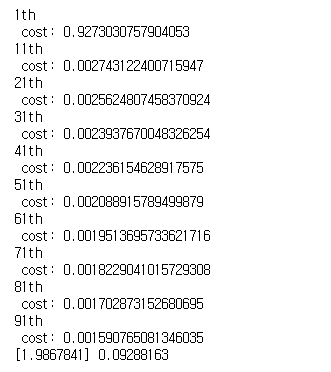 1th
cost: 0.9273030757904053
11th
cost: 0.002743122400715947
21th
cost: 0.0025624807458370924
31th
cost: 0.0023937670048326254
41th
cost: 0.002236154628917575
51th
cost: 0.002088915789499879
61th
cost: 0.0019513695733621716
71th
cost: 0.0018229041015729308
81th
cost: 0.001702873152680695
91th
cost: 0.001590765081346035
[1.9867841] 0.09288163